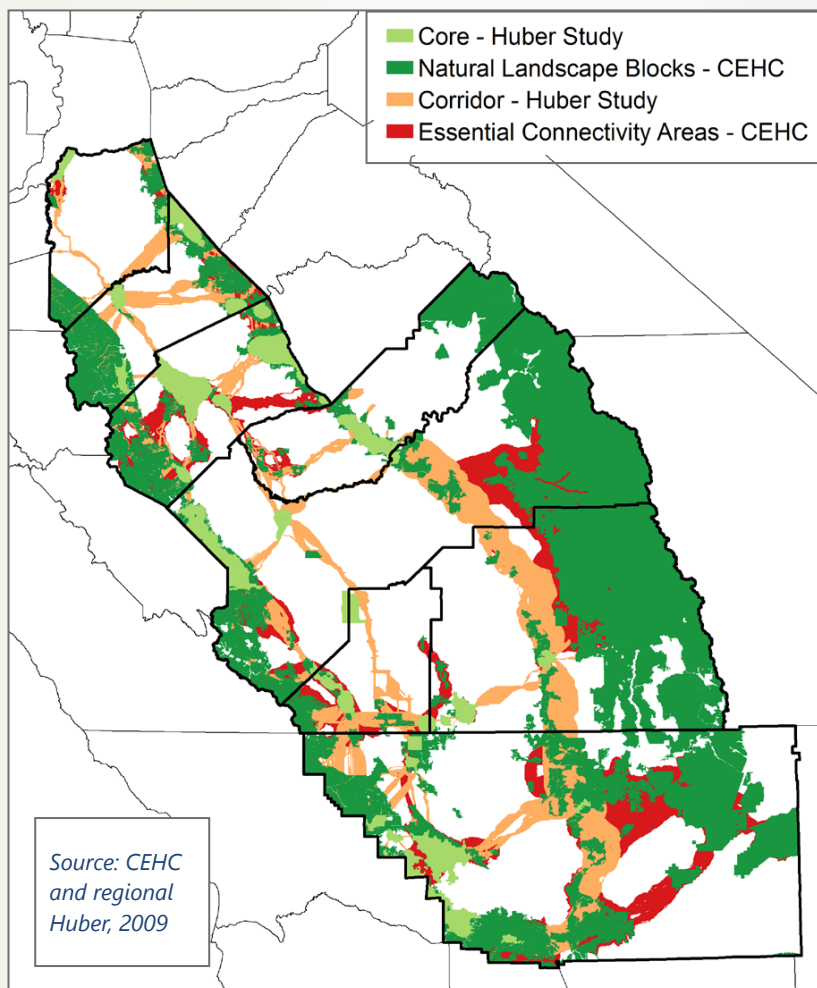 Core - Huber Study
Natural Landscape Blocks - CEHC
Corridor - Huber Study
Essential Connectivity Areas - CEHC
Source: CEHC
and regional
Huber, 2009